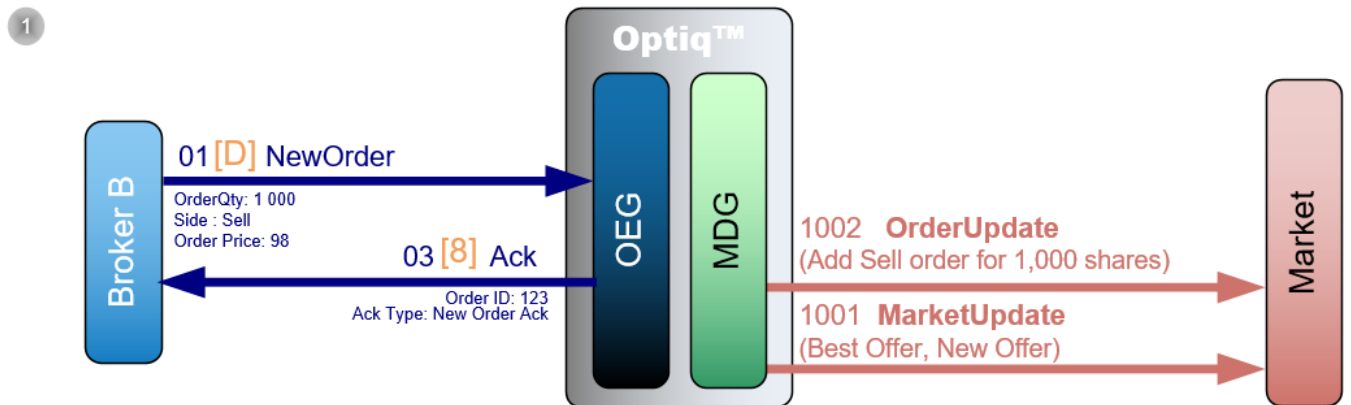 1
Optiq™
Broker B
01 [D] NewOrder
OrderQty: 1 000
Side : Sell
Order Price: 98
03 [8] Ack
Order ID: 123
Ack Type: New Order Ack
OEG
MDG
1002 OrderUpdate
(Add Sell order for 1,000 shares)
1001 MarketUpdate
(Best Offer, New Offer)
Market